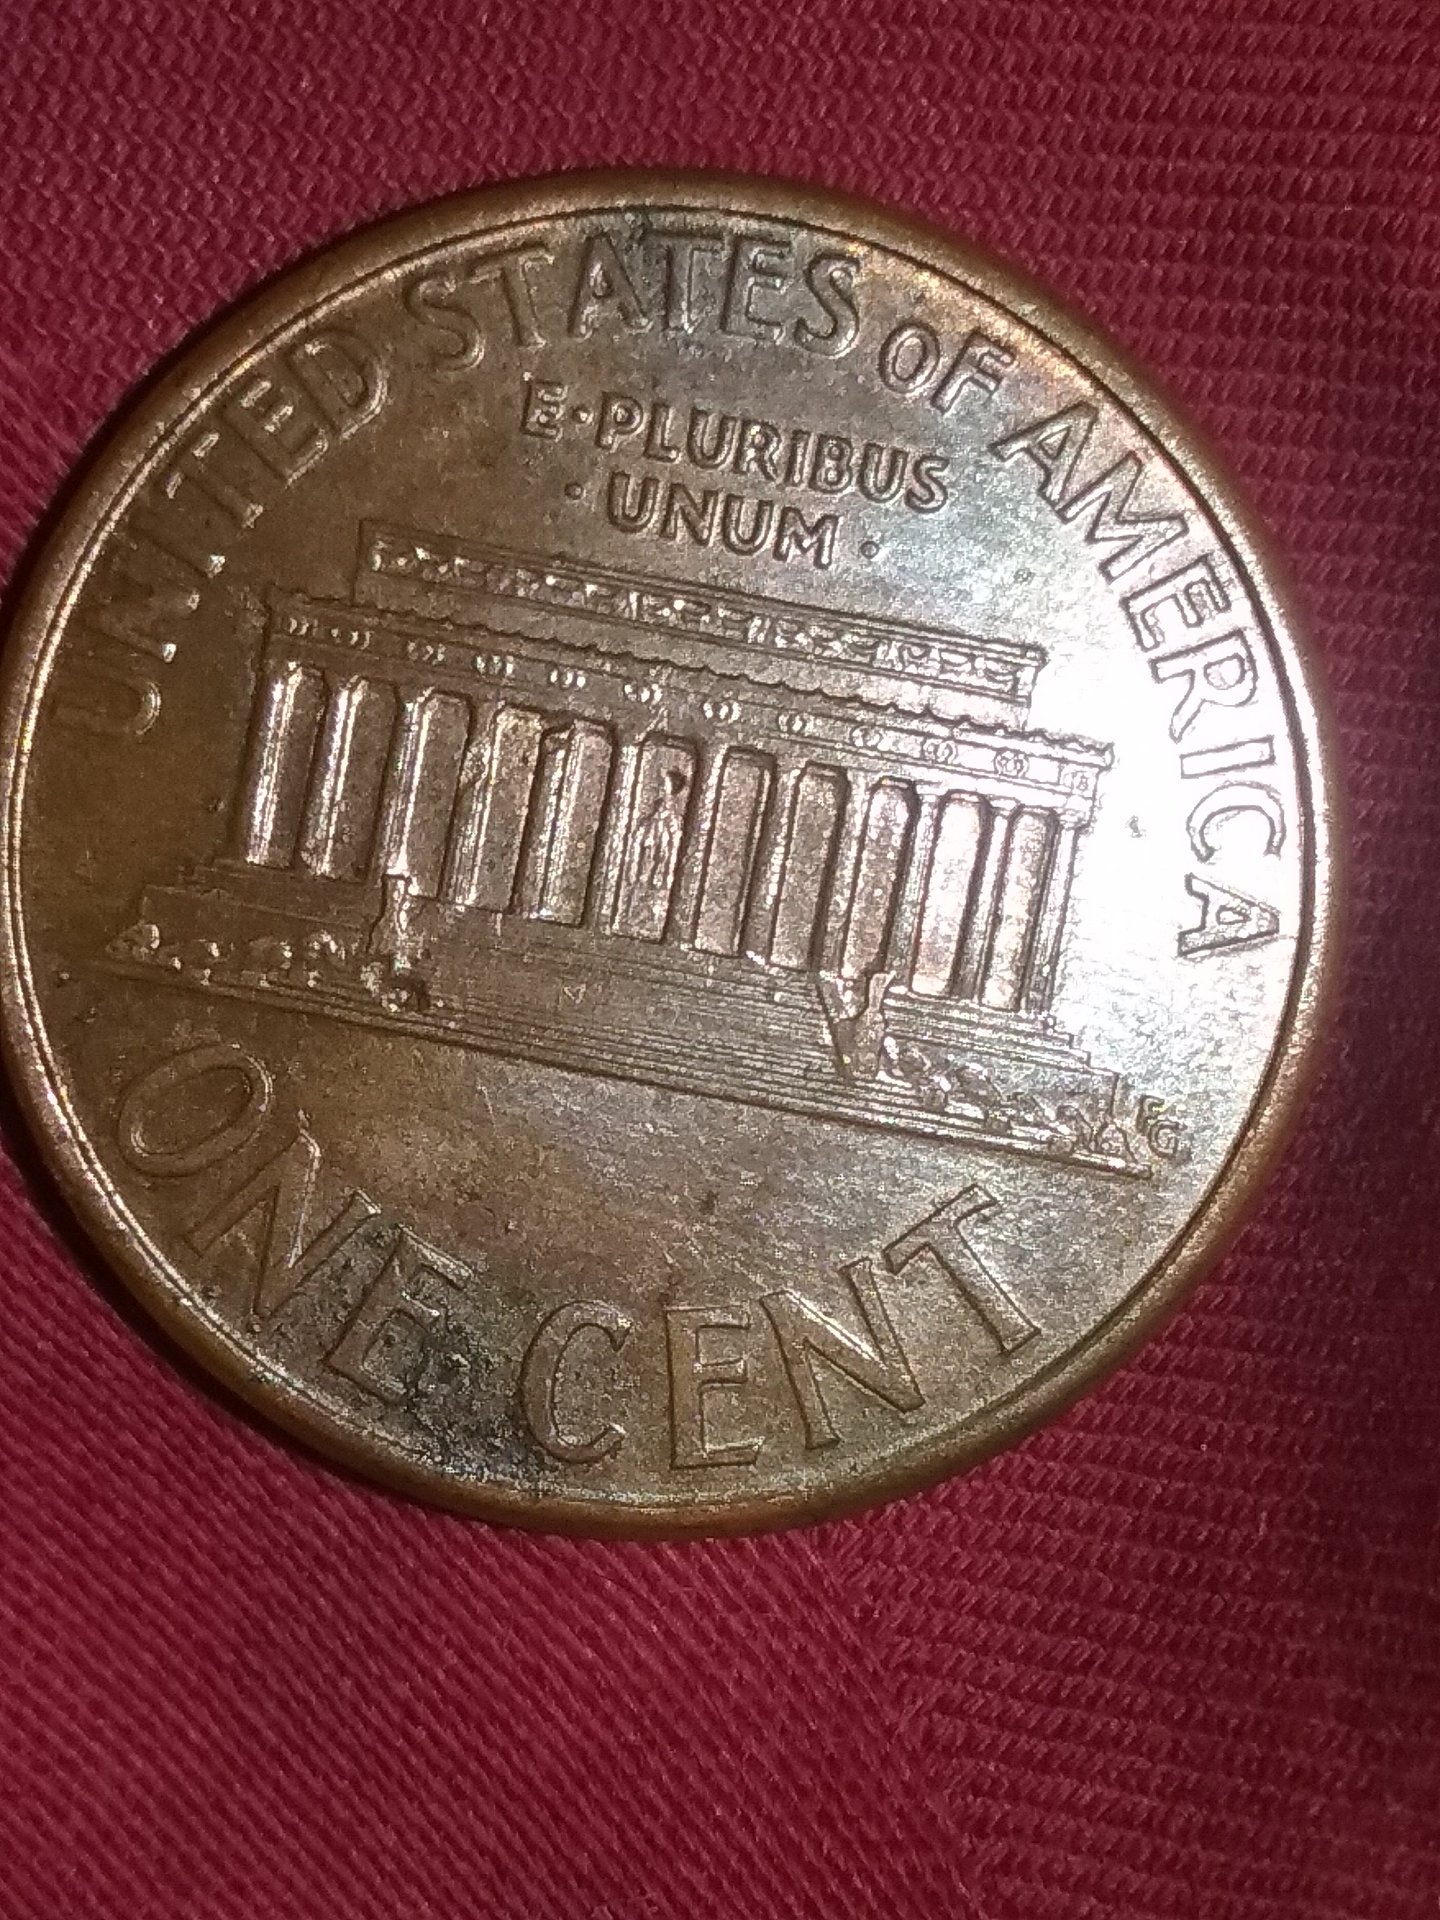 UNITED STATES OF AMERICA
E·PLURIBUS
·UNUM·
FG
ONE CENT